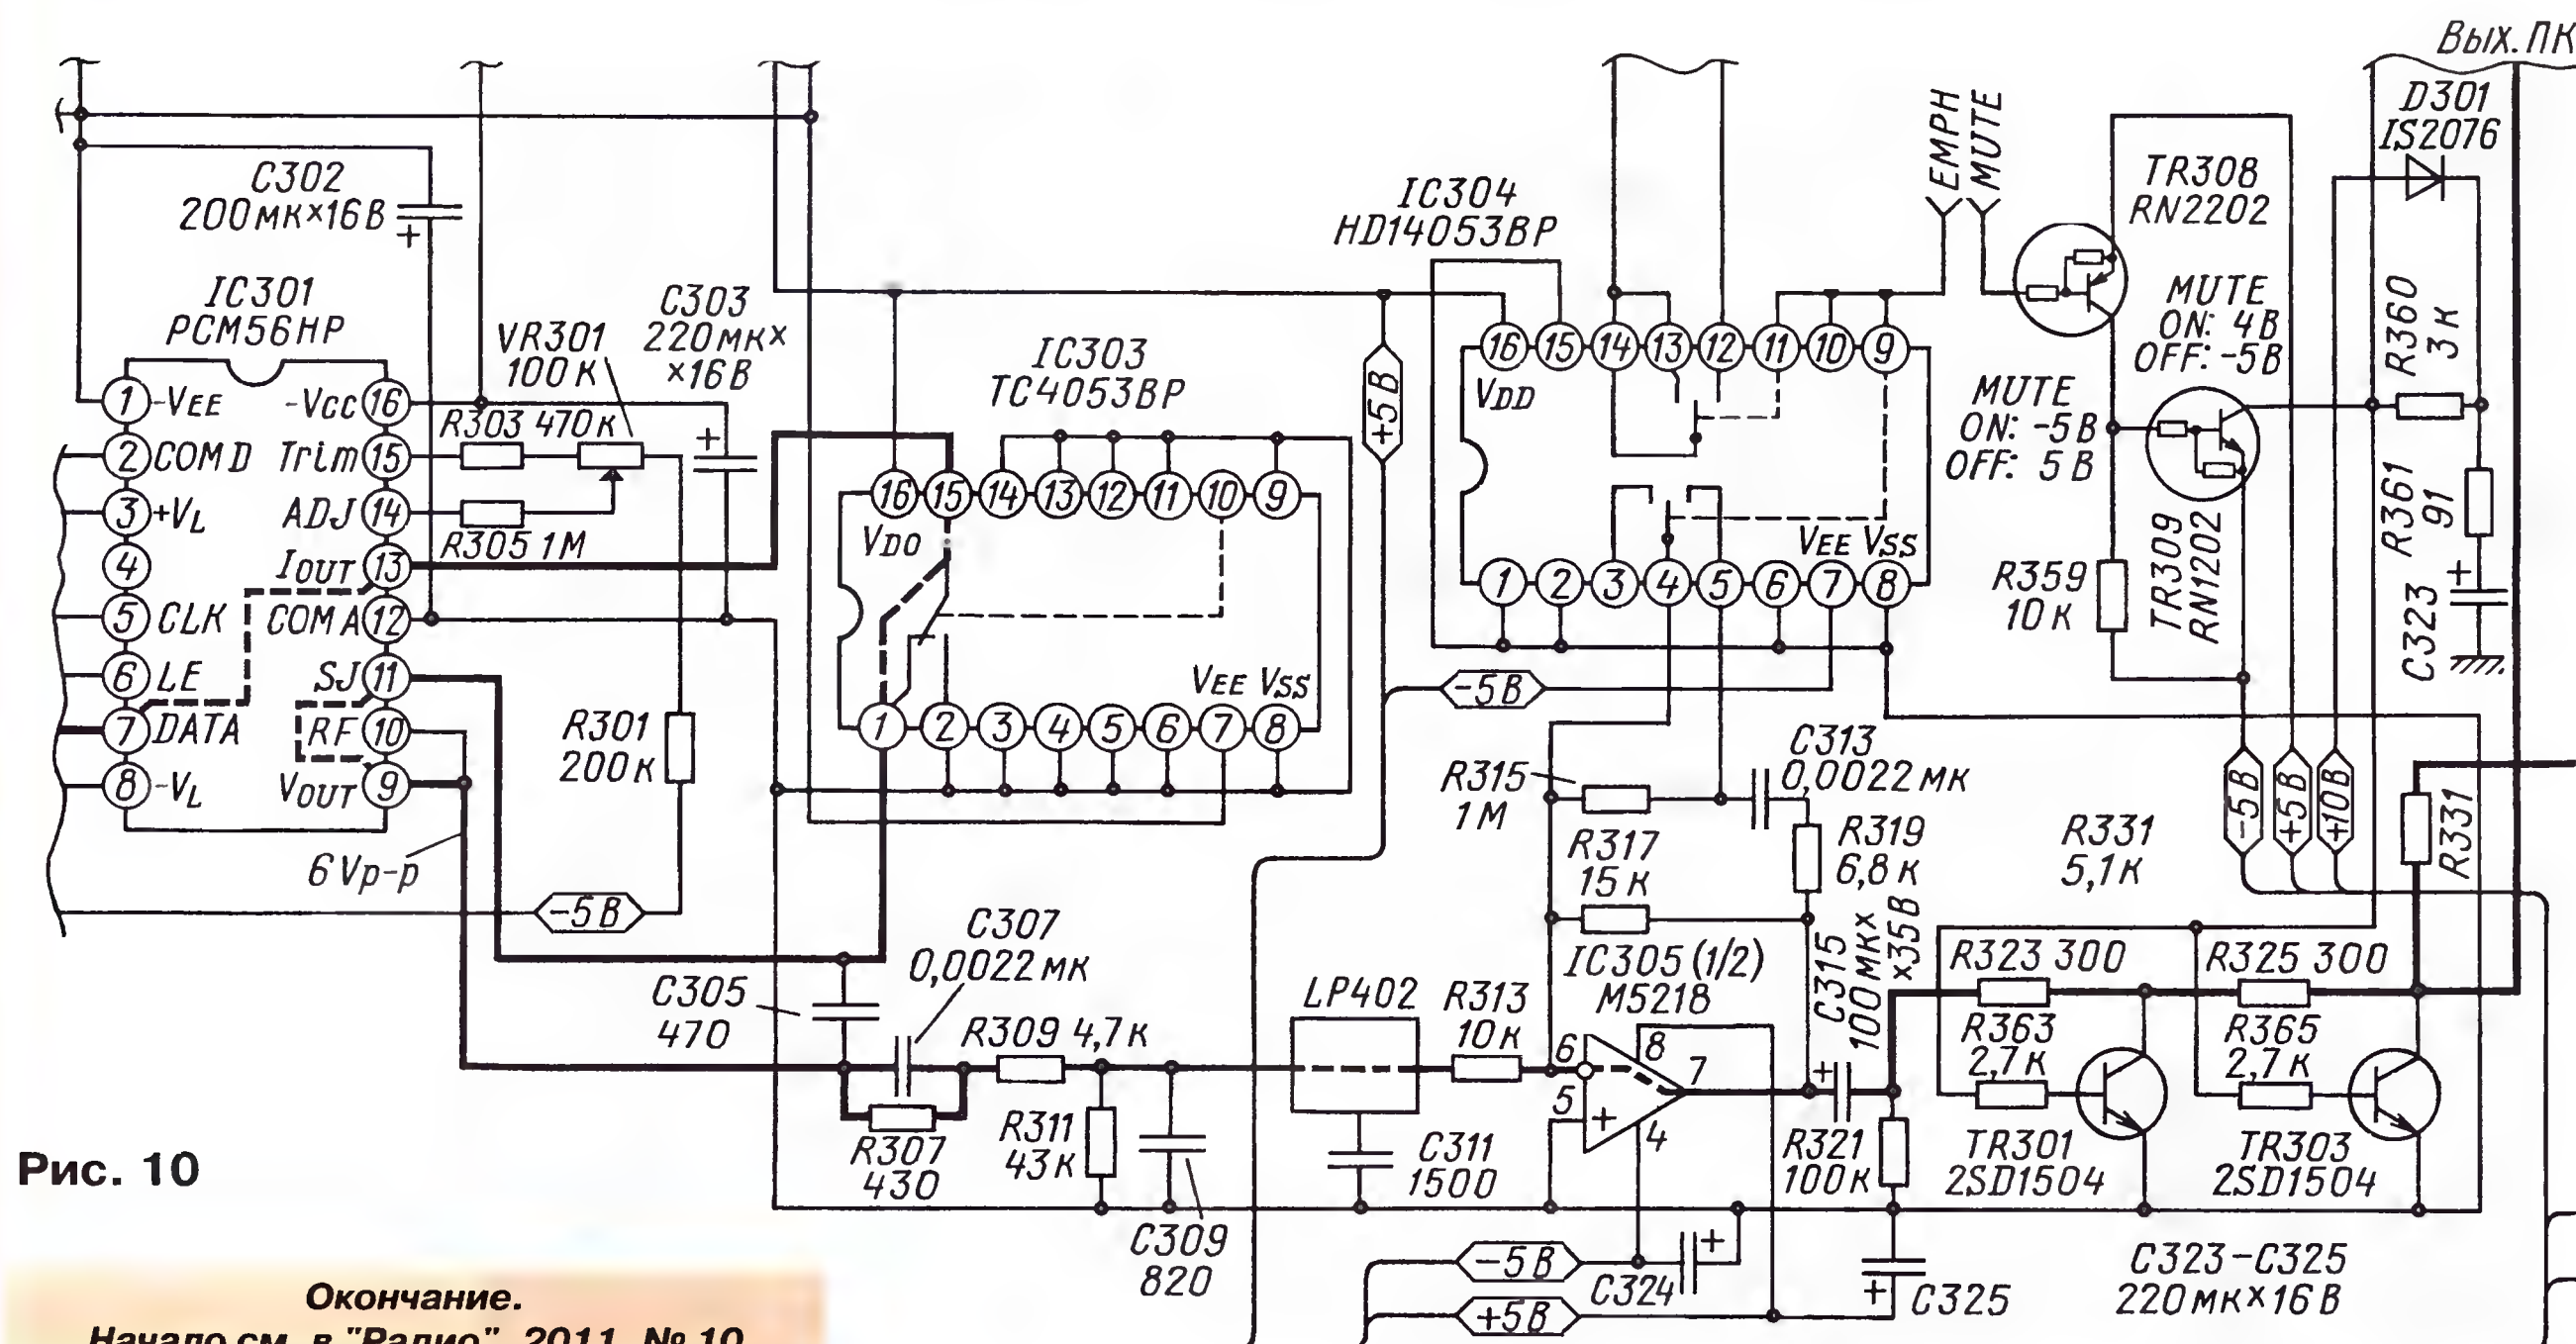 Вых. ПК
D301
IS2076
EMPH
MUTE
TR308
RN2202
C302
200мк×16В
+
IC304
HD14053BP
IC301
PCM56HP
VR301
100к
C303
220мк×
×16В
IC303
TC4053BP
+5В
MUTE
ON: 4В
OFF: -5В
R360
3к
MUTE
ON: -5В
OFF: 5В
16 15 14 13 12 11 10 9
VDD
1 -VEE
-VCC 16
R303 470к
+
2 COM D
Trim 15
3 +VL
ADJ 14
R305 1М
4
IOUT 13
5 CLK
COM A 12
6 LE
SJ 11
7 DATA
RF 10
8 -VL
VOUT 9
16 15 14 13 12 11 10 9
VDO
VEE VSS
1 2 3 4 5 6 7 8
VEE VSS
1 2 3 4 5 6 7 8
R361
91
+
C323
TR309
RN1202
R359
10к
-5В
R301
200к
6Vp-p
-5В
R315
1М
C313
0,0022мк
R317
15к
R319
6,8к
R331
5,1к
-5В
+5В
+10В
R331
C307
0,0022мк
C305
470
R309 4,7к
R307
430
R311
43к
C309
820
LP402
C311
1500
R313
10к
IC305 (1/2)
M5218
6
5
+
8
7
4
C315
100мк×
×35В
+
R323 300
R325 300
R363
2,7к
R365
2,7к
R321
100к
TR301
2SD1504
TR303
2SD1504
-5В
C324
+
+5В
+
C325
C323-C325
220мк×16В
Рис. 10
Окончание.
Начало см. в "Радио", 2011, № 10